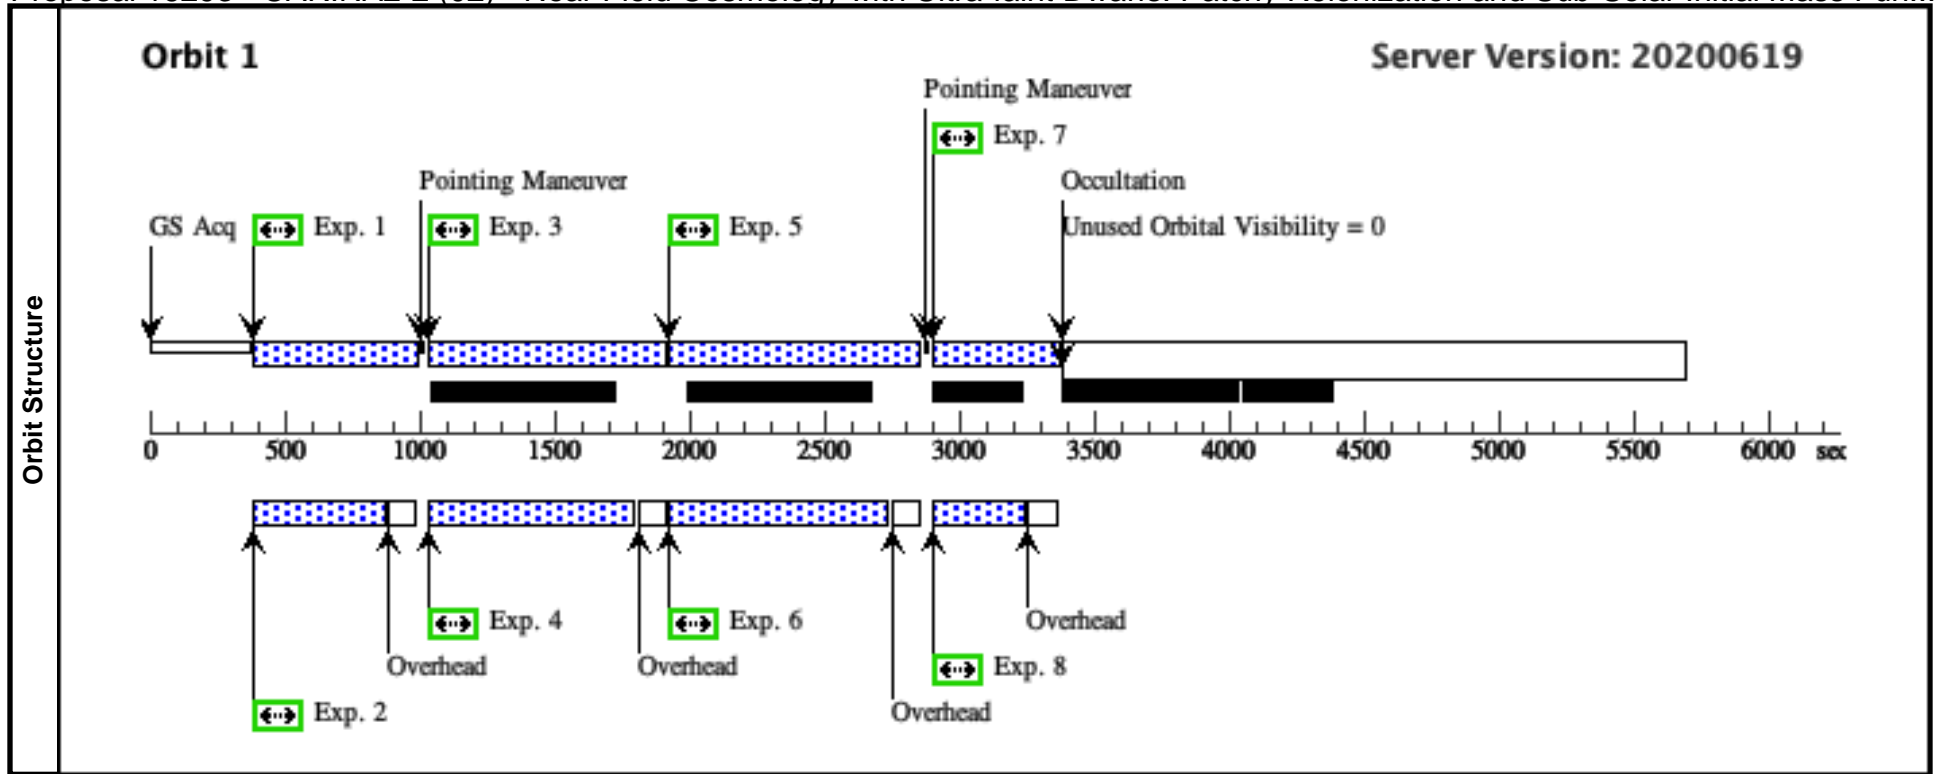 Orbit 1
Server Version: 20200619
Pointing Maneuver
Exp. 7
Pointing Maneuver
Occultation
GS Acq
Exp. 1
Exp. 3
Exp. 5
Unused Orbital Visibility = 0
Orbit Structure
0 500 1000 1500 2000 2500 3000 3500 4000 4500 5000 5500 6000 sec
Exp. 4
Exp. 6
Overhead
Overhead
Overhead
Exp. 8
Exp. 2
Overhead